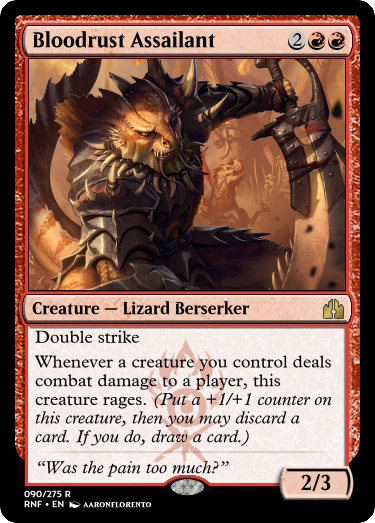 Bloodrust Assailant 2
Creature — Lizard Berserker
Double strike
Whenever a creature you control deals
combat damage to a player, this
creature rages. (Put a +1/+1 counter on
this creature, then you may discard a
card. If you do, draw a card.)
“Was the pain too much?”
2/3
090/275 R
RNF • EN AARONFLORENTO